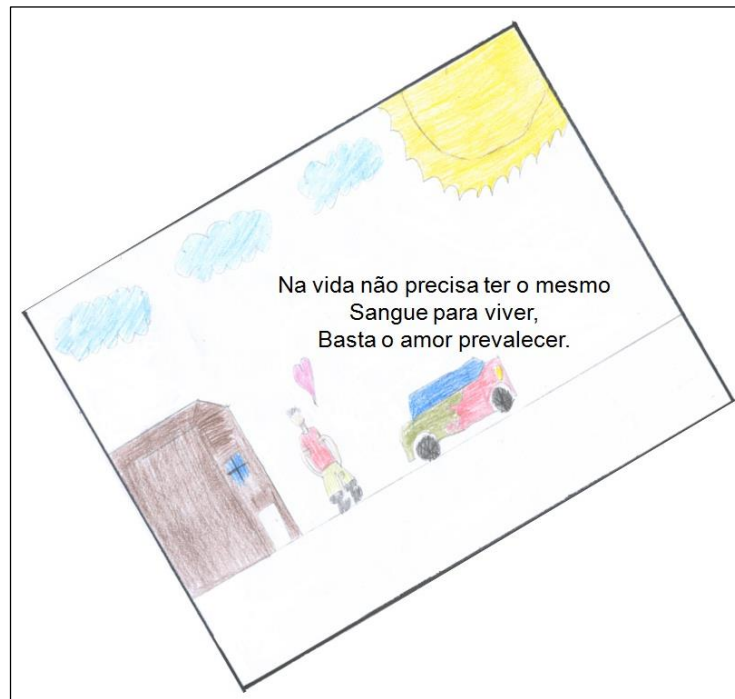 Na vida não precisa ter o mesmo
Sangue para viver,
Basta o amor prevalecer.